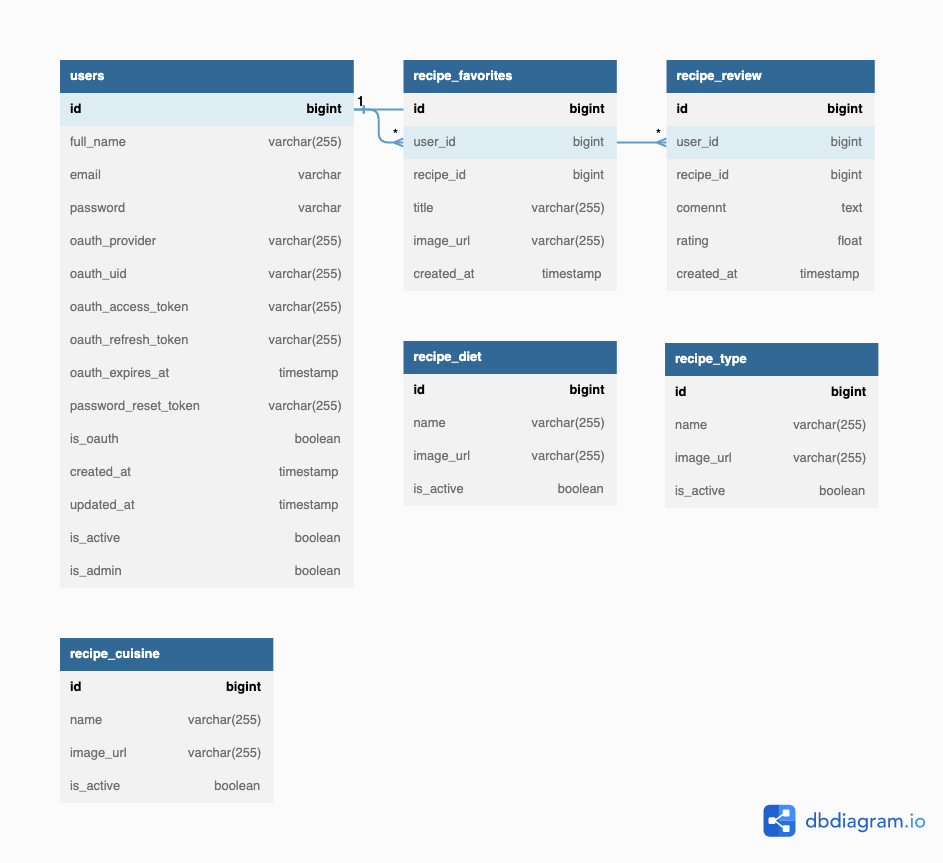 users
id bigint
full_name varchar(255)
email varchar
password varchar
oauth_provider varchar(255)
oauth_uid varchar(255)
oauth_access_token varchar(255)
oauth_refresh_token varchar(255)
oauth_expires_at timestamp
password_reset_token varchar(255)
is_oauth boolean
created_at timestamp
updated_at timestamp
is_active boolean
is_admin boolean
1
*
recipe_favorites
id bigint
user_id bigint
recipe_id bigint
title varchar(255)
image_url varchar(255)
created_at timestamp
*
recipe_review
id bigint
user_id bigint
recipe_id bigint
comennt text
rating float
created_at timestamp
recipe_diet
id bigint
name varchar(255)
image_url varchar(255)
is_active boolean
recipe_type
id bigint
name varchar(255)
image_url varchar(255)
is_active boolean
recipe_cuisine
id bigint
name varchar(255)
image_url varchar(255)
is_active boolean
dbdiagram.io